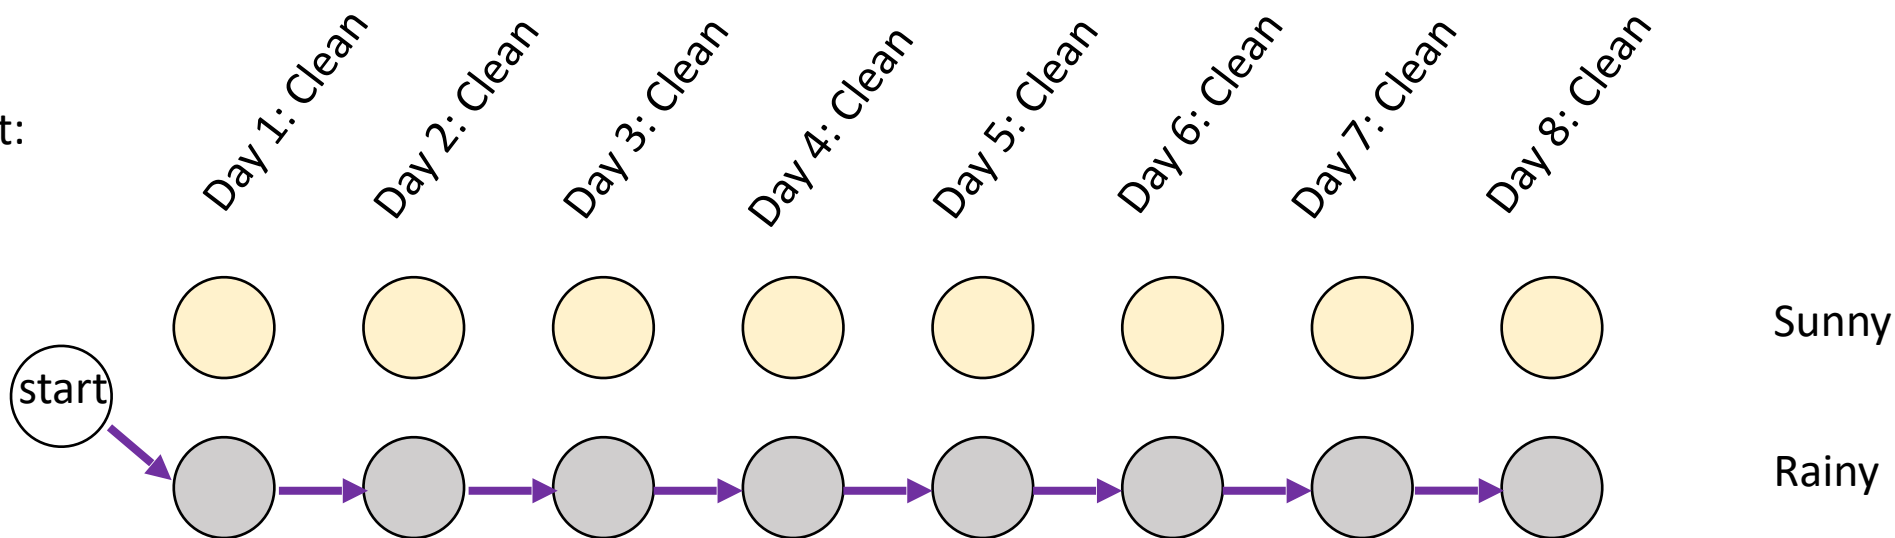 t:
Day 1: Clean
Day 2: Clean
Day 3: Clean
Day 4: Clean
Day 5: Clean
Day 6: Clean
Day 7: Clean
Day 8: Clean
Sunny
start
Rainy